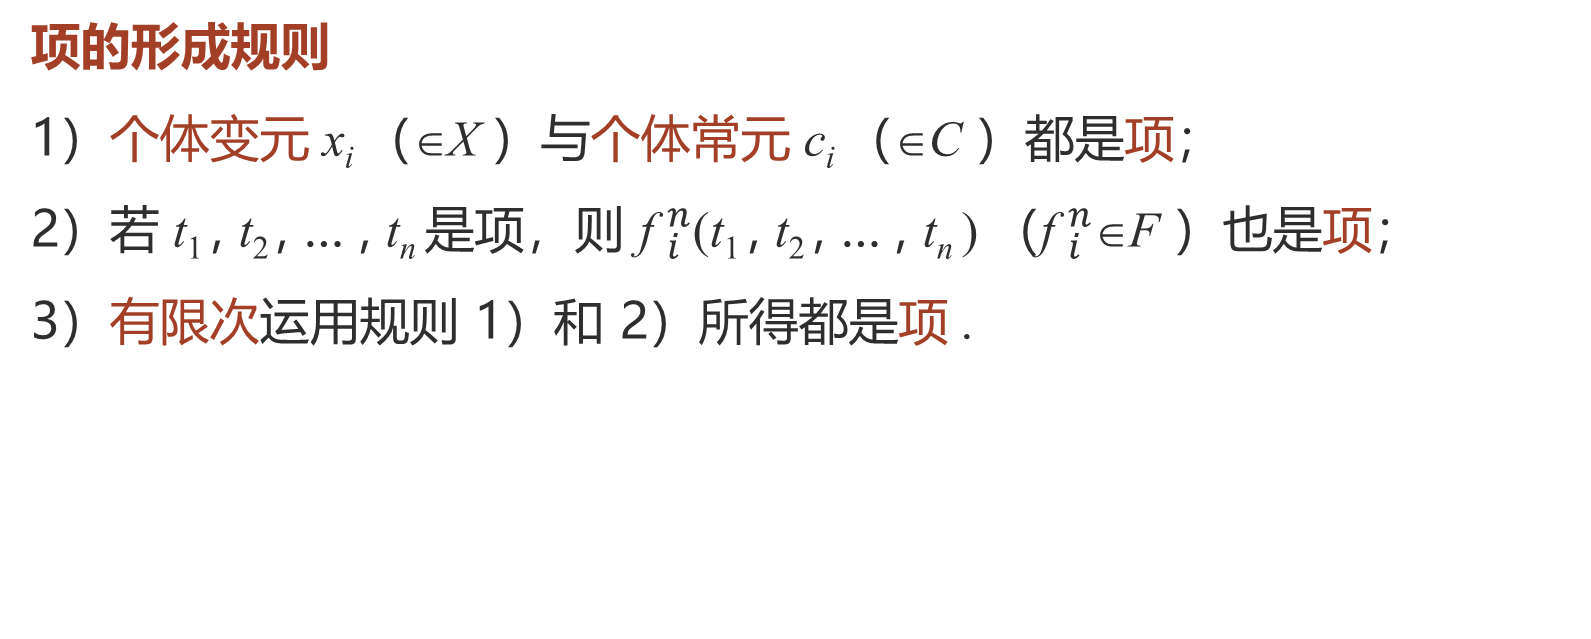 项的形成规则
1）个体变元 xᵢ（∈X）与个体常元 cᵢ（∈C）都是项；
2）若 t₁, t₂, … , tₙ 是项，则 fᵢⁿ(t₁, t₂, … , tₙ)（fᵢⁿ∈F）也是项；
3）有限次运用规则 1）和 2）所得都是项 .